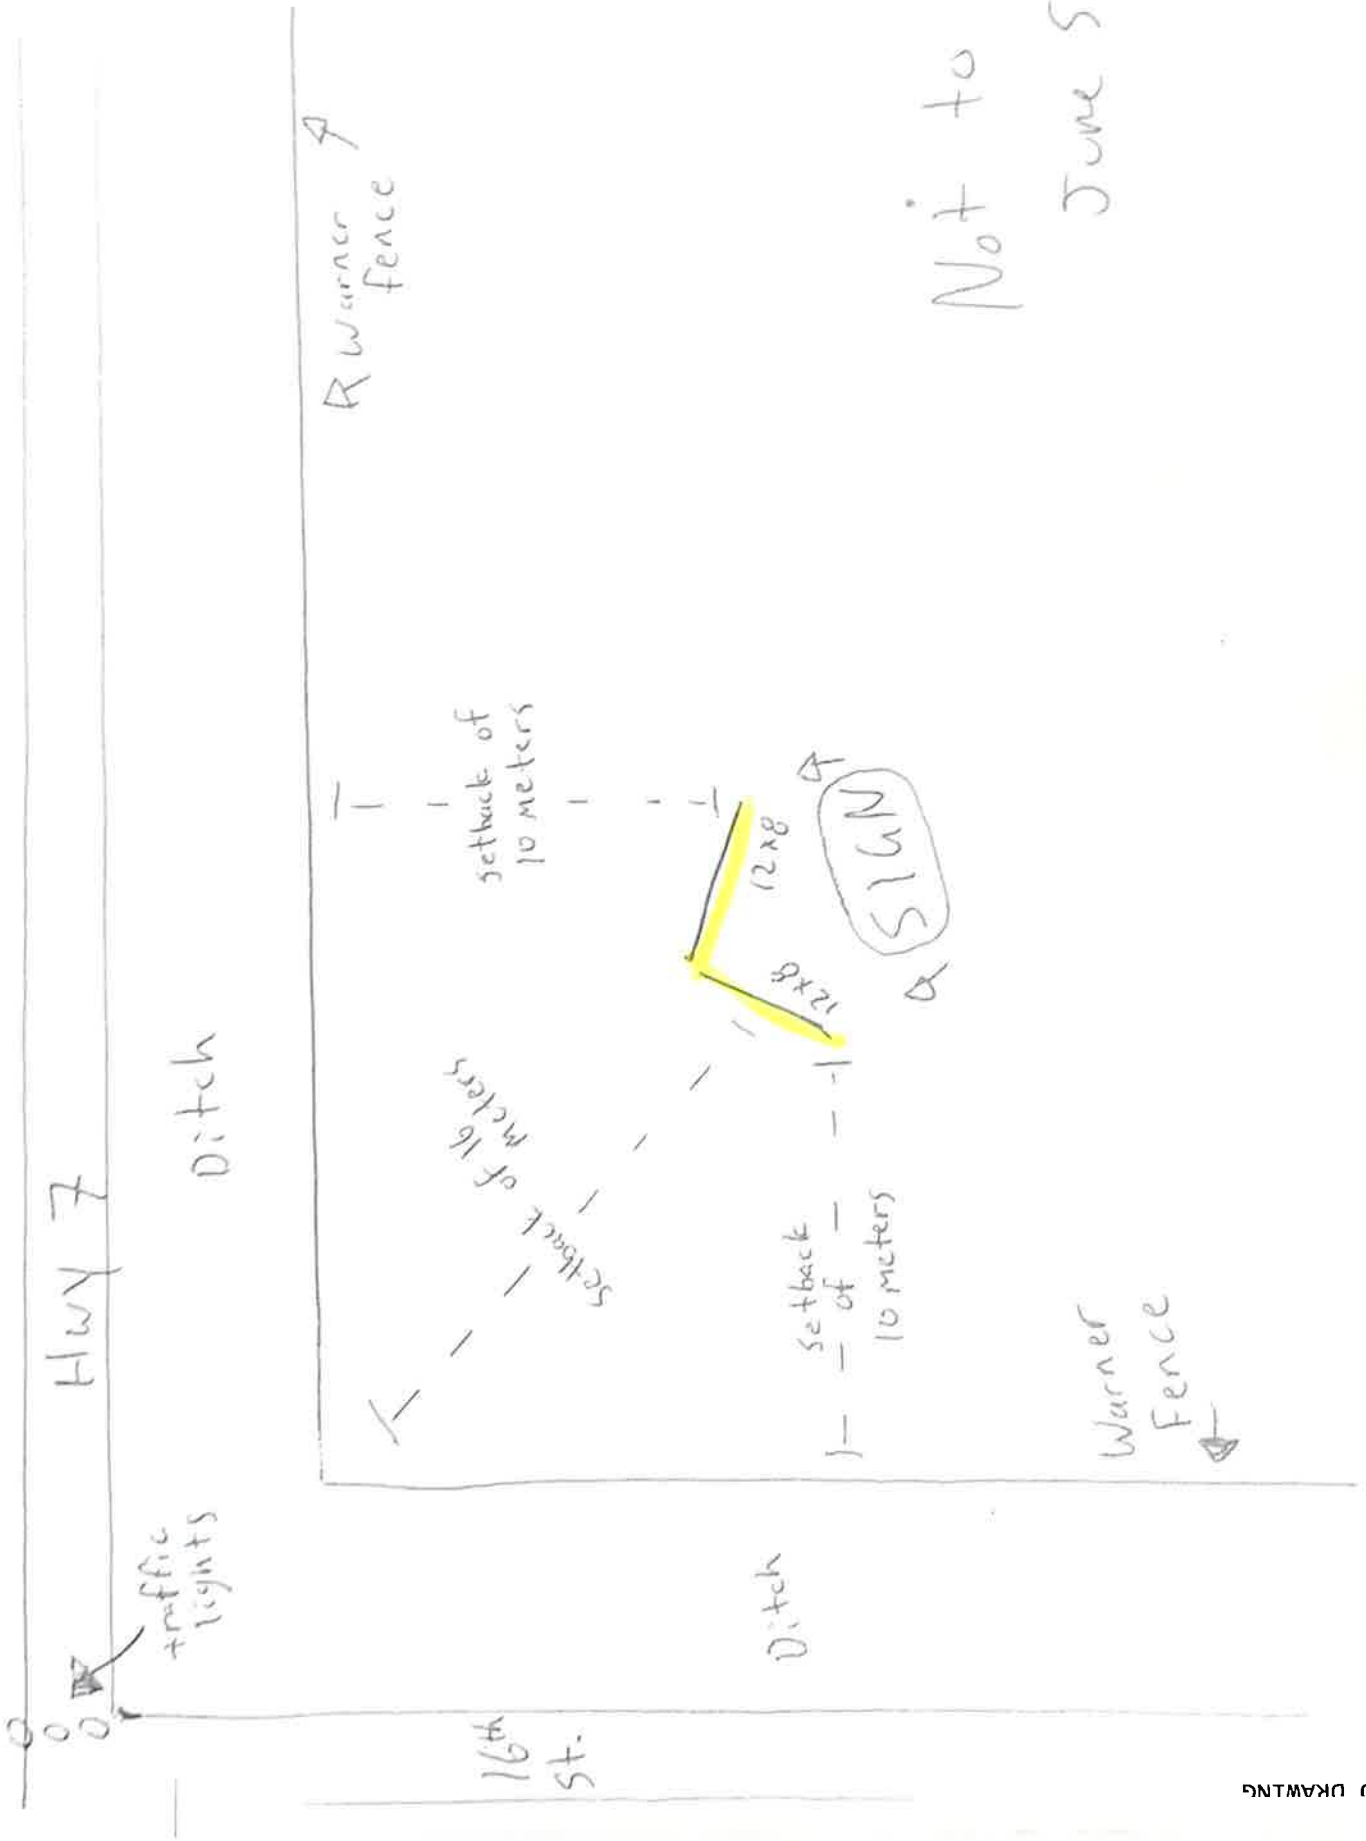 Hwy 7
traffic
lights
Ditch
R Warner
fence
16th
St.
setback of 16
meters
setback of
10 meters
12x8
12x8
SIGN
Setback
of
10 meters
Ditch
Warner
Fence
Not to
June 5
DRAWING